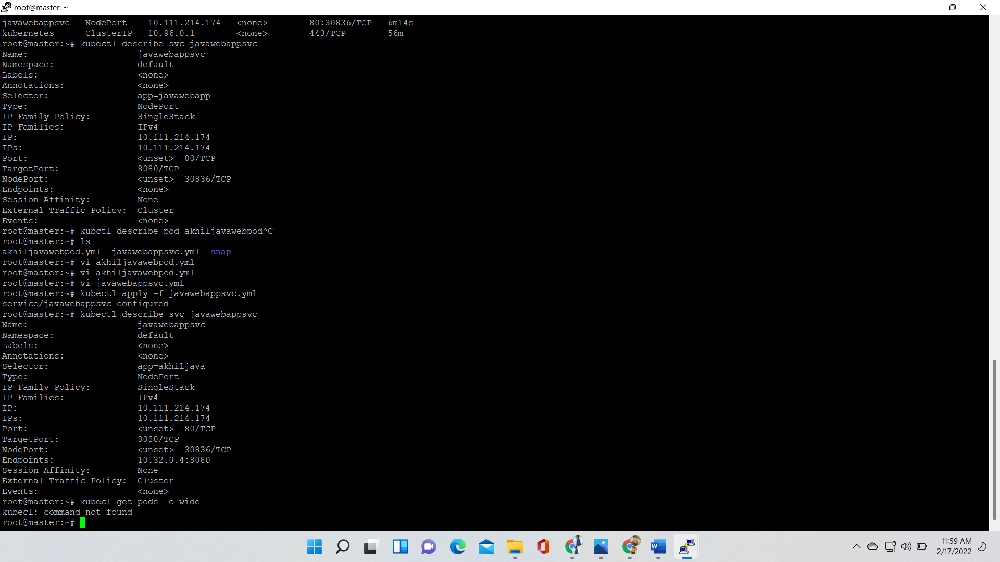 root@master: ~
javawebappsvc   NodePort    10.111.214.174   <none>        80:30836/TCP   6m14s
kubernetes      ClusterIP   10.96.0.1        <none>        443/TCP        56m
root@master:~# kubectl describe svc javawebappsvc
Name:                     javawebappsvc
Namespace:                default
Labels:                   <none>
Annotations:              <none>
Selector:                 app=javawebapp
Type:                     NodePort
IP Family Policy:         SingleStack
IP Families:              IPv4
IP:                       10.111.214.174
IPs:                      10.111.214.174
Port:                     <unset>  80/TCP
TargetPort:               8080/TCP
NodePort:                 <unset>  30836/TCP
Endpoints:                <none>
Session Affinity:         None
External Traffic Policy:  Cluster
Events:                   <none>
root@master:~# kubctl describe pod akhiljavawebpod^C
root@master:~# ls
akhiljavawebpod.yml  javawebappsvc.yml  snap
root@master:~# vi akhiljavawebpod.yml
root@master:~# vi akhiljavawebpod.yml
root@master:~# vi javawebappsvc.yml
root@master:~# kubectl apply -f javawebappsvc.yml
service/javawebappsvc configured
root@master:~# kubectl describe svc javawebappsvc
Name:                     javawebappsvc
Namespace:                default
Labels:                   <none>
Annotations:              <none>
Selector:                 app=akhiljava
Type:                     NodePort
IP Family Policy:         SingleStack
IP Families:              IPv4
IP:                       10.111.214.174
IPs:                      10.111.214.174
Port:                     <unset>  80/TCP
TargetPort:               8080/TCP
NodePort:                 <unset>  30836/TCP
Endpoints:                10.32.0.4:8080
Session Affinity:         None
External Traffic Policy:  Cluster
Events:                   <none>
root@master:~# kubecl get pods -o wide
kubecl: command not found
root@master:~#
11:59 AM
2/17/2022